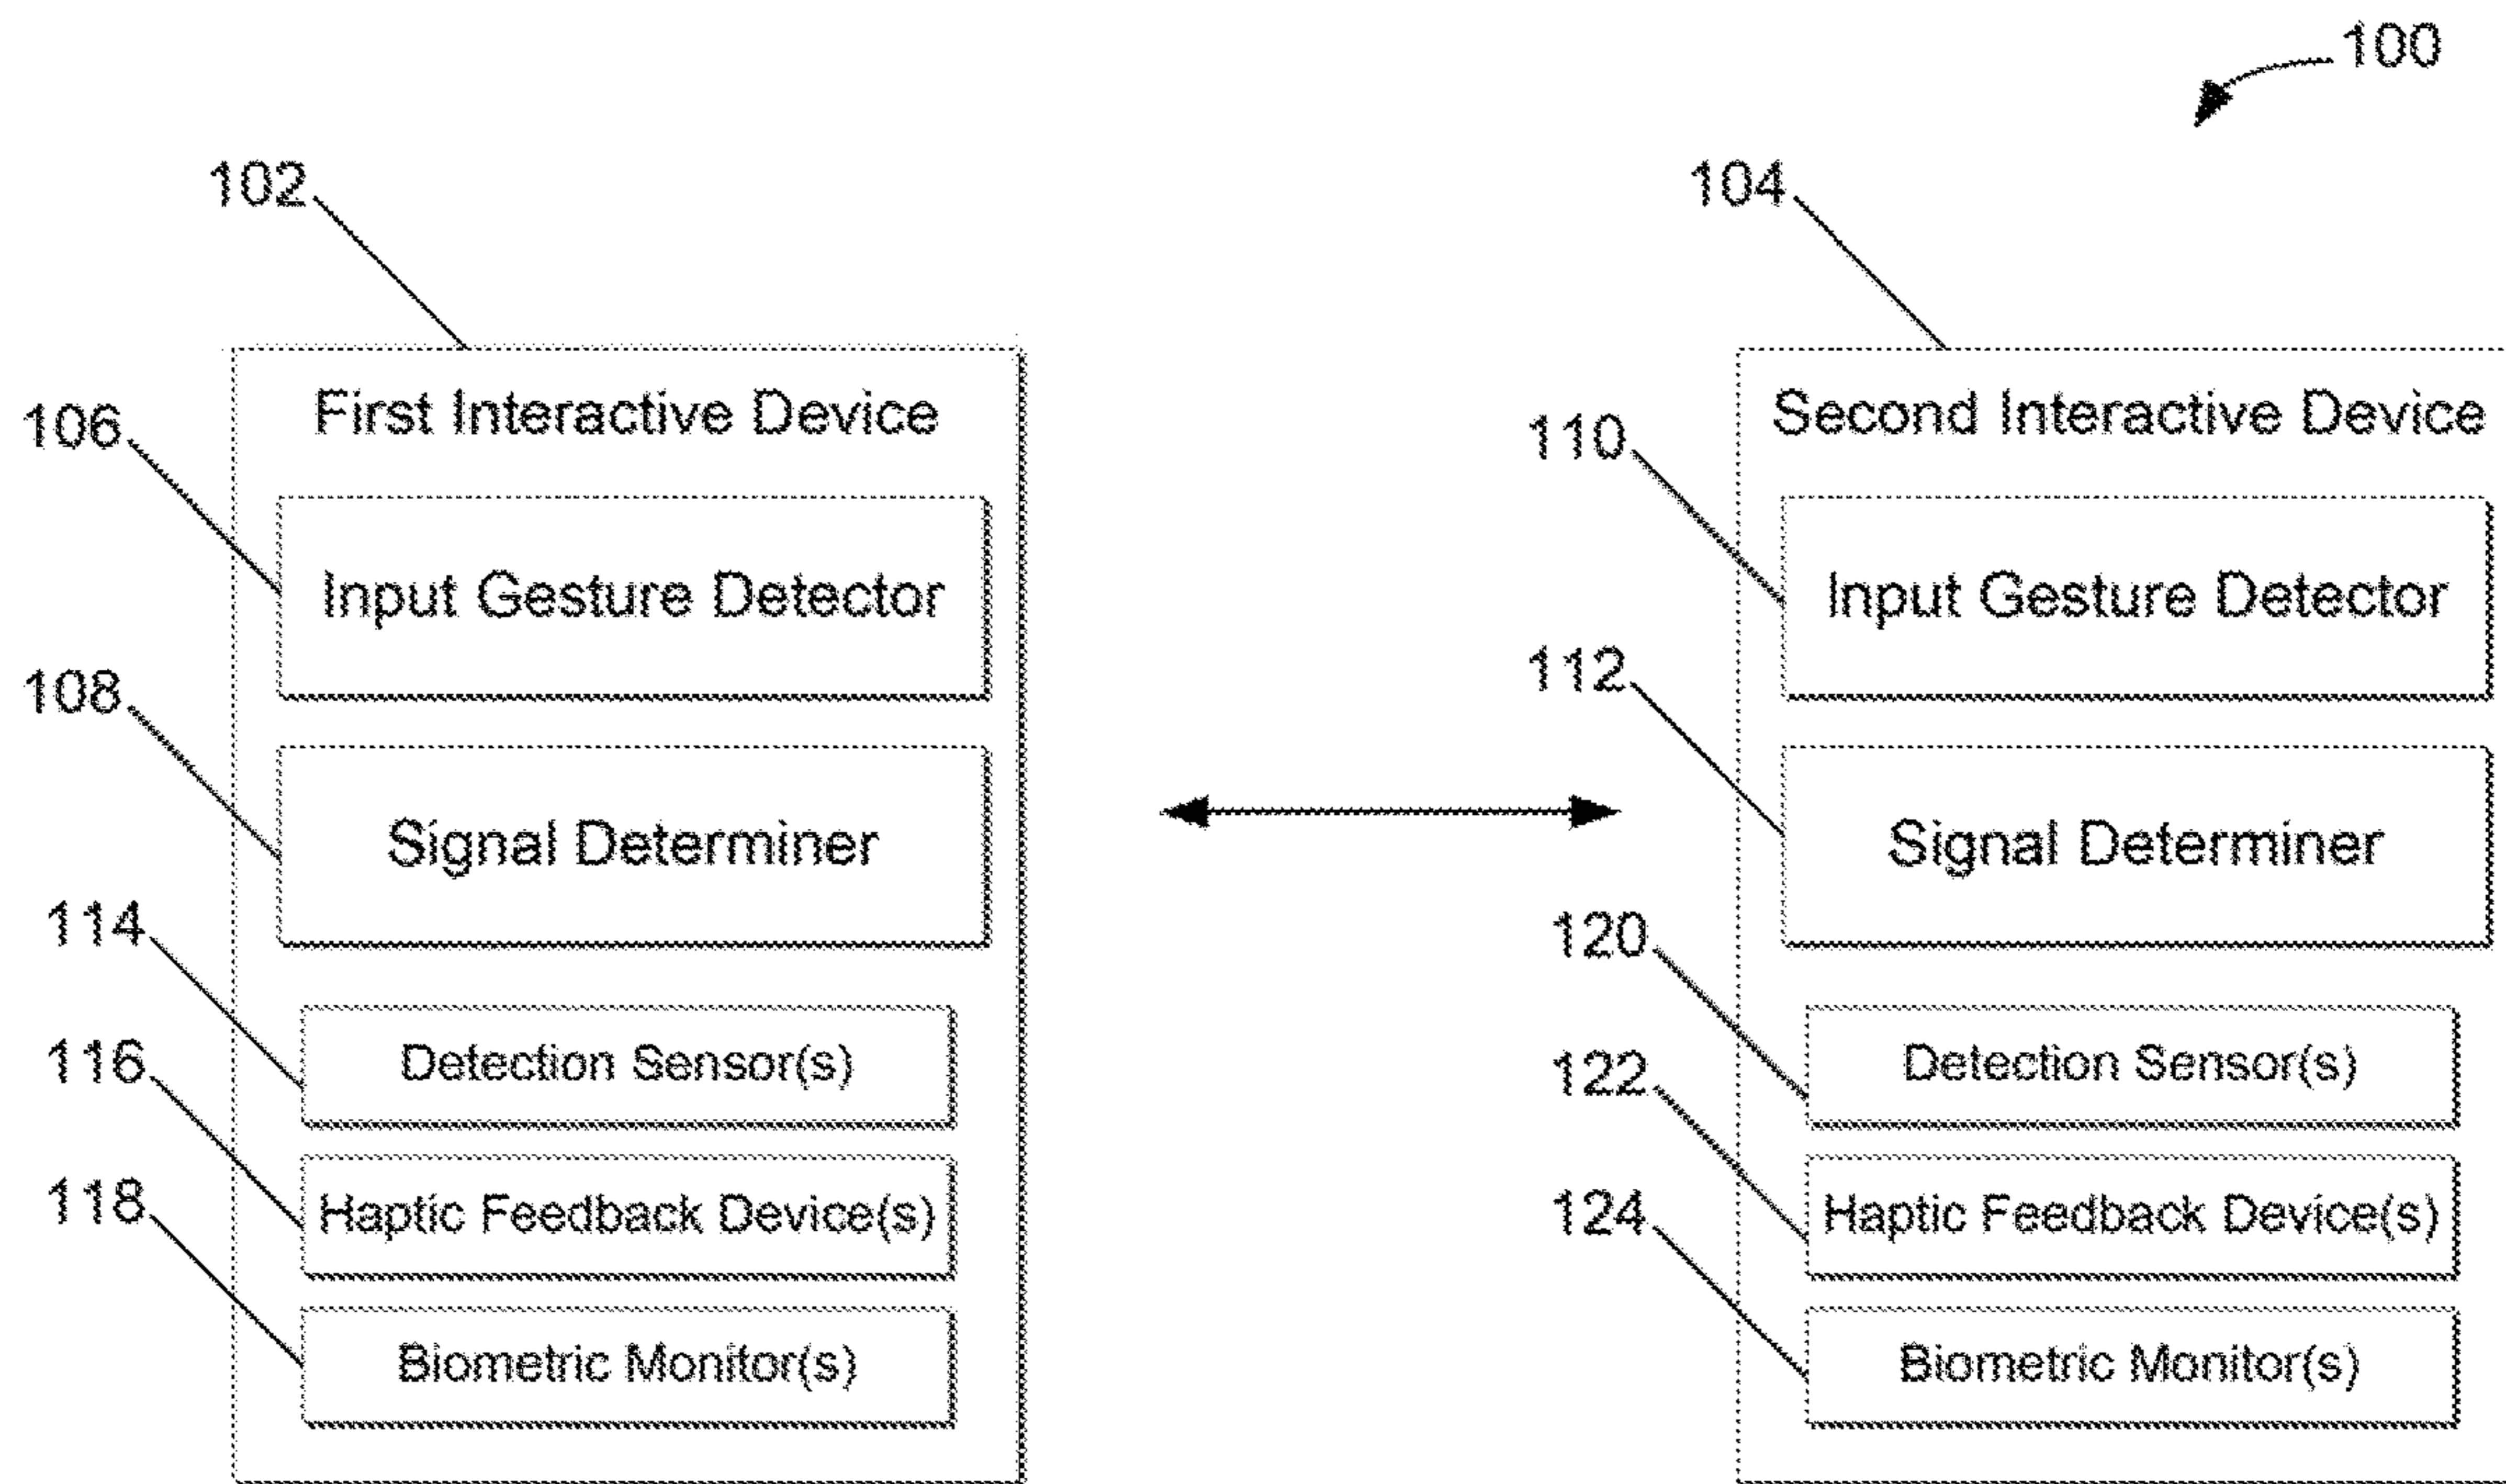 100
102
104
First Interactive Device
106
Input Gesture Detector
108
Signal Determiner
114
Detection Sensor(s)
116
Haptic Feedback Device(s)
118
Biometric Monitor(s)
Second Interactive Device
110
Input Gesture Detector
112
Signal Determiner
120
Detection Sensor(s)
122
Haptic Feedback Device(s)
124
Biometric Monitor(s)